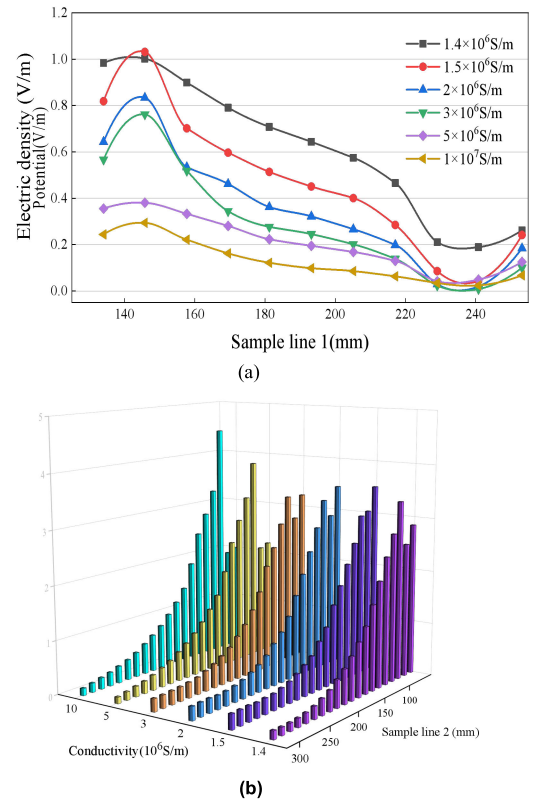 1.2
1.0
0.8
0.6
0.4
0.2
0.0
Electric density (V/m)
Potential(V/m)
1.4×10⁶S/m
1.5×10⁶S/m
2×10⁶S/m
3×10⁶S/m
5×10⁶S/m
1×10⁷S/m
140 160 180 200 220 240
Sample line 1(mm)
(a)
5
4
3
2
1
0
10 5 3 2 1.5 1.4
Conductivity(10⁶S/m)
100
150
200
250
300
Sample line 2 (mm)
(b)